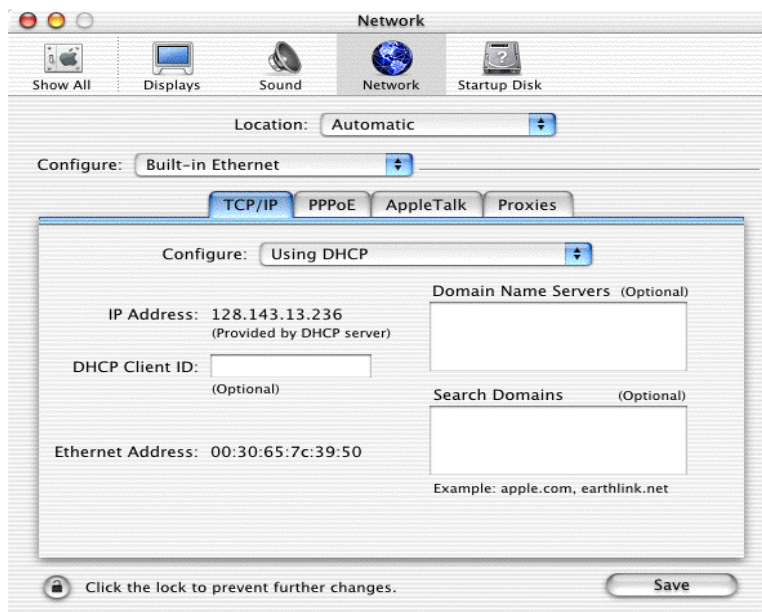 Network
Show All
Displays
Sound
Network
Startup Disk
Location: Automatic
Configure: Built-in Ethernet
TCP/IP
PPPoE
AppleTalk
Proxies
Configure: Using DHCP
Domain Name Servers (Optional)
IP Address: 128.143.13.236
(Provided by DHCP server)
DHCP Client ID:
(Optional)
Search Domains (Optional)
Ethernet Address: 00:30:65:7c:39:50
Example: apple.com, earthlink.net
Click the lock to prevent further changes.
Save